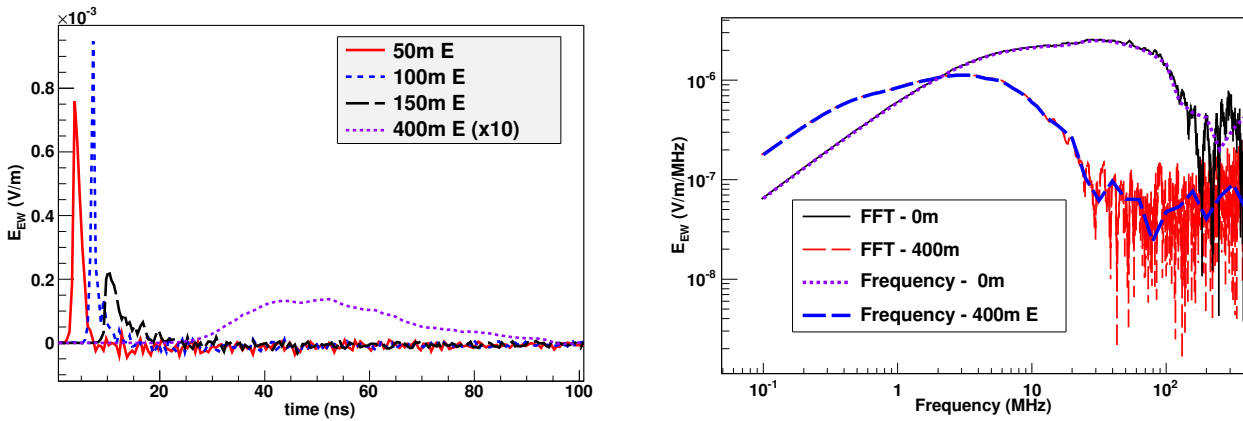 ×10⁻³
E_EW (V/m)
0.8
0.6
0.4
0.2
0
20
40
60
80
100
time (ns)
50m E
100m E
150m E
400m E (x10)
E_EW (V/m/MHz)
10⁻⁶
10⁻⁷
10⁻⁸
10⁻¹
1
10
10²
Frequency (MHz)
FFT - 0m
FFT - 400m
Frequency - 0m
Frequency - 400m E